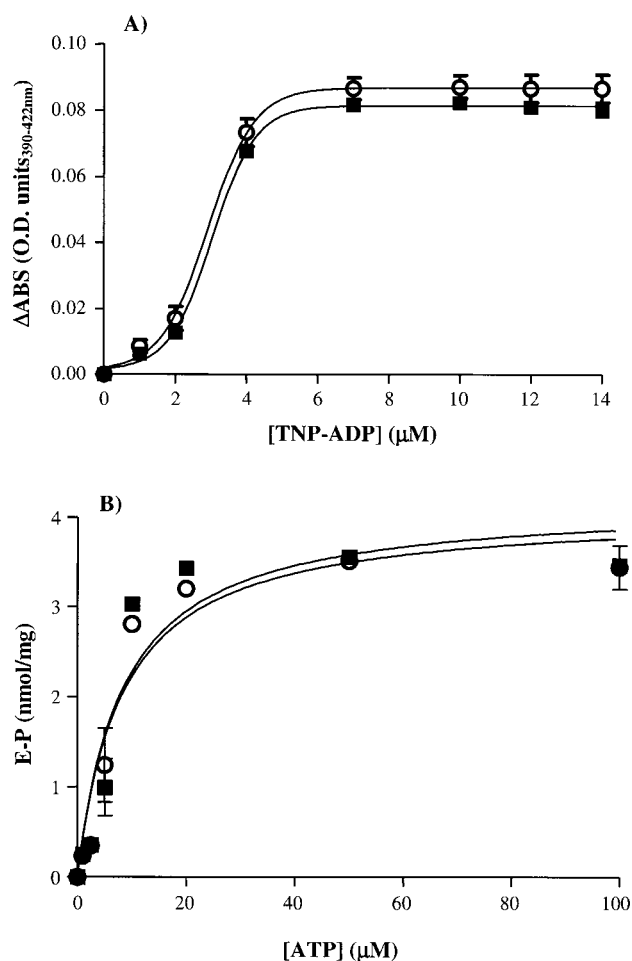 A)
0.10
0.08
0.06
0.04
0.02
0.00
ΔABS (O.D. units390-422nm)
0 2 4 6 8 10 12 14
[TNP-ADP] (μM)
B)
4
3
2
1
0
E-P (nmol/mg)
0 20 40 60 80 100
[ATP] (μM)